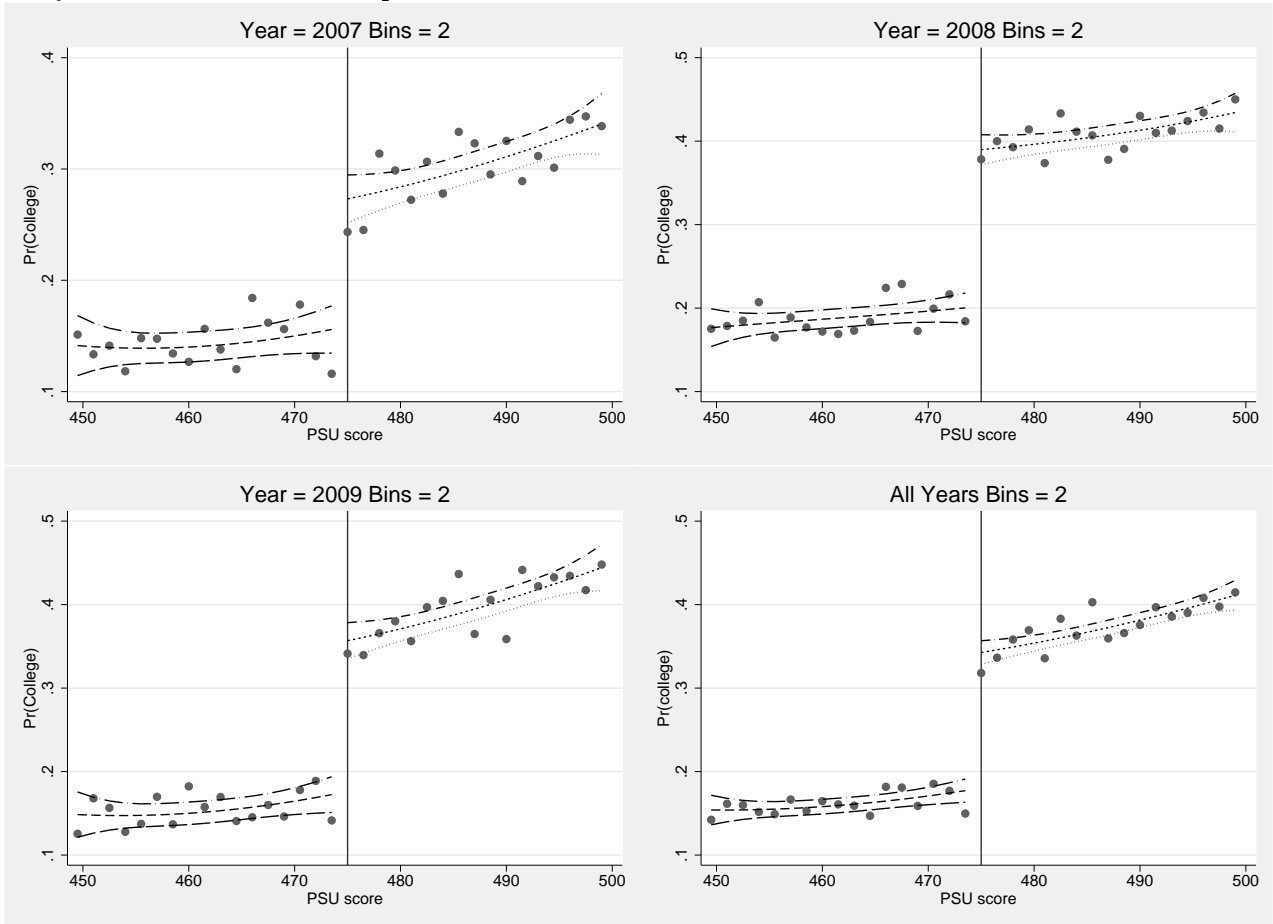 Year = 2007 Bins = 2
Pr(College)
.4
.3
.2
.1
450 460 470 480 490 500
PSU score
Year = 2008 Bins = 2
Pr(College)
.5
.4
.3
.2
.1
450 460 470 480 490 500
PSU score
Year = 2009 Bins = 2
Pr(College)
.5
.4
.3
.2
.1
450 460 470 480 490 500
PSU score
All Years Bins = 2
Pr(college)
.5
.4
.3
.2
.1
450 460 470 480 490 500
PSU score